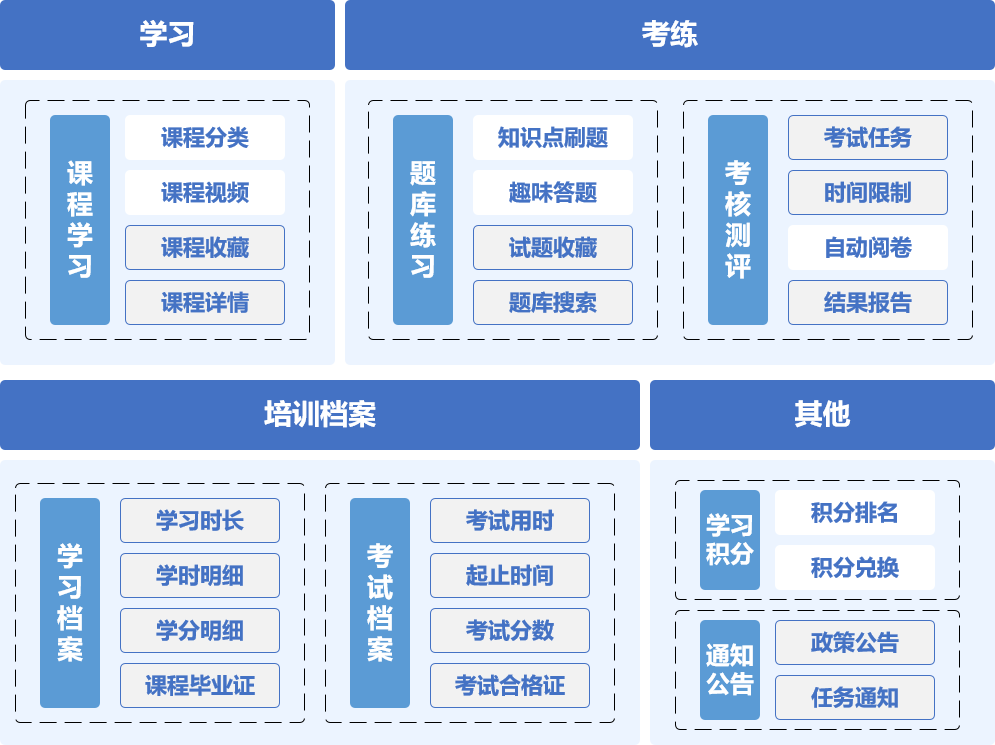 学习
课程学习
课程分类
课程视频
课程收藏
课程详情
考练
题库练习
知识点刷题
趣味答题
试题收藏
题库搜索
考核测评
考试任务
时间限制
自动阅卷
结果报告
培训档案
学习档案
学习时长
学时明细
学分明细
课程毕业证
考试档案
考试用时
起止时间
考试分数
考试合格证
其他
学习
积分
积分排名
积分兑换
通知
公告
政策公告
任务通知